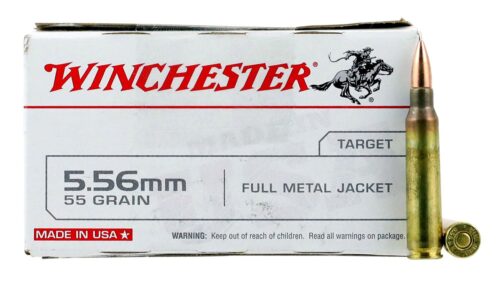 WINCHESTER
TARGET
5.56mm
55 GRAIN
FULL METAL JACKET
MADE IN USA
WARNING: Keep out of reach of children. Read all warnings on package.